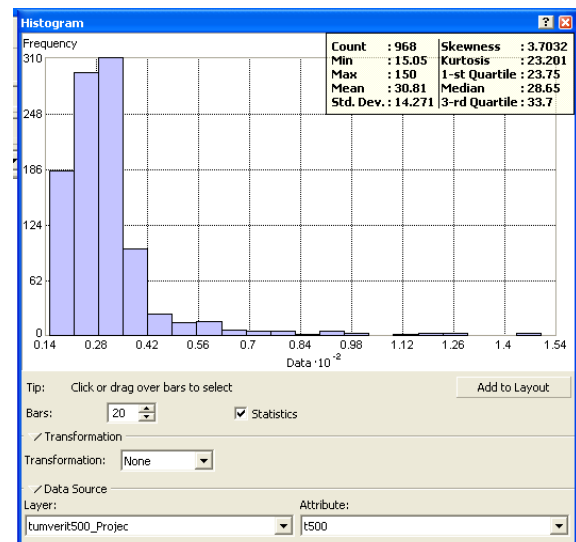 Histogram
Frequency
Count : 968 Skewness : 3.7032
Min : 15.05 Kurtosis : 23.201
Max : 150 1-st Quartile : 23.75
Mean : 30.81 Median : 28.65
Std. Dev. : 14.271 3-rd Quartile : 33.7
310
248
186
124
62
0
0.14 0.28 0.42 0.56 0.7 0.84 0.98 1.12 1.26 1.4 1.54
Data ·10⁻²
Tip: Click or drag over bars to select Add to Layout
Bars: 20 Statistics
Transformation
Transformation: None
Data Source
Layer: Attribute:
tumverit500_Projec t500